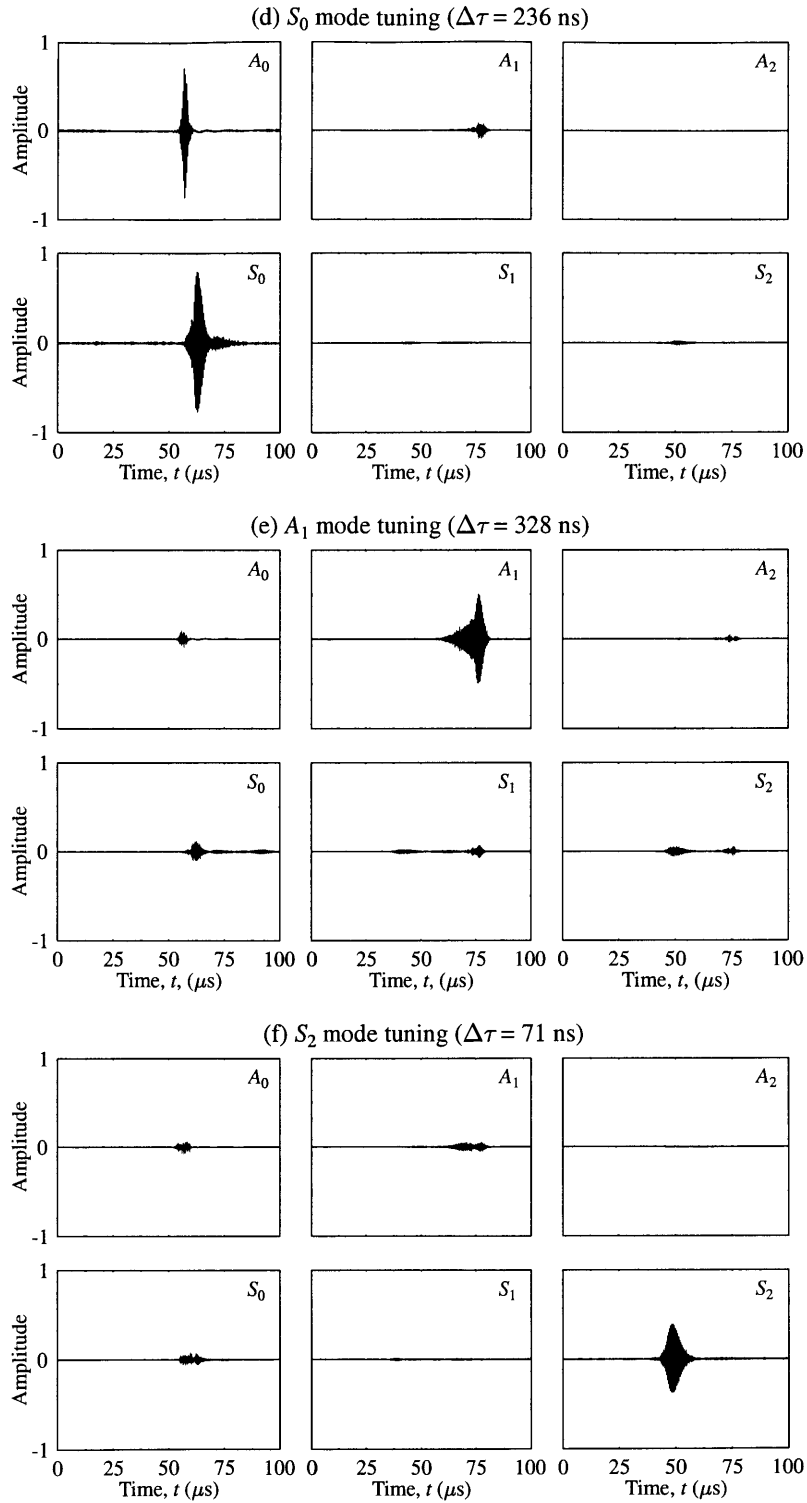 (d) S₀ mode tuning (Δτ = 236 ns)
1
0
-1
Amplitude
A₀
A₁
A₂
1
0
-1
Amplitude
S₀
S₁
S₂
0 25 50 75 100
0 25 50 75 100
0 25 50 75 100
Time, t (μs)
Time, t (μs)
Time, t (μs)
(e) A₁ mode tuning (Δτ = 328 ns)
1
0
-1
Amplitude
A₀
A₁
A₂
1
0
-1
Amplitude
S₀
S₁
S₂
0 25 50 75 100
0 25 50 75 100
0 25 50 75 100
Time, t, (μs)
Time, t, (μs)
Time, t, (μs)
(f) S₂ mode tuning (Δτ = 71 ns)
1
0
-1
Amplitude
A₀
A₁
A₂
1
0
-1
Amplitude
S₀
S₁
S₂
0 25 50 75 100
0 25 50 75 100
0 25 50 75 100
Time, t (μs)
Time, t (μs)
Time, t (μs)